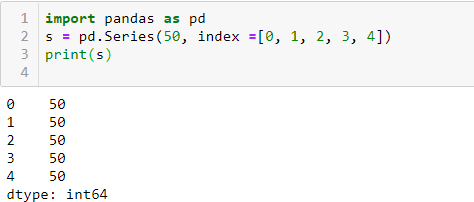 1 import pandas as pd
2 s = pd.Series(50, index =[0, 1, 2, 3, 4])
3 print(s)
4
0    50
1    50
2    50
3    50
4    50
dtype: int64